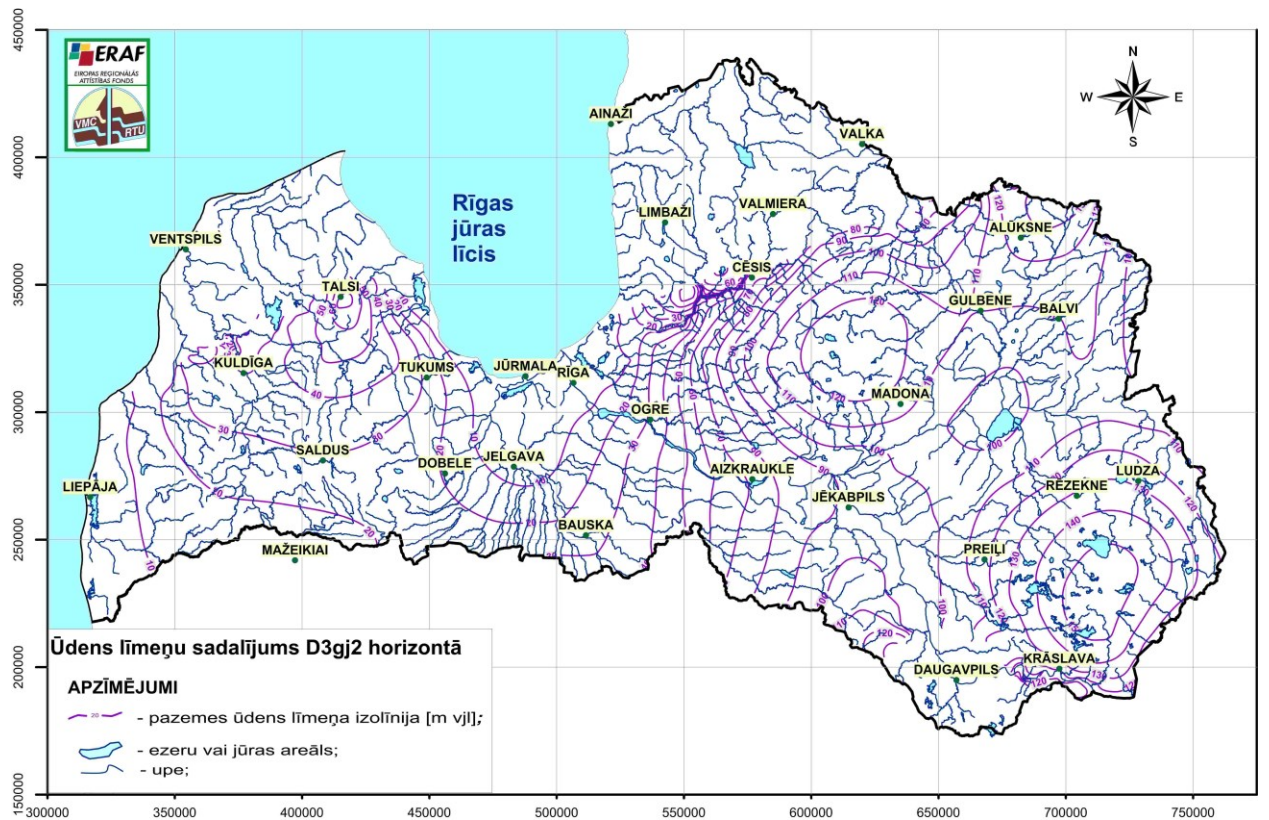 ERAF
EIROPAS REĢIONĀLĀS
ATTĪSTĪBAS FONDS
VMC
RTU
N
W
E
S
AINAŽI
VALKA
Rīgas
jūras
līcis
LIMBAŽI
VALMIERA
ALŪKSNE
VENTSPILS
CĒSIS
TALSI
GULBENE
BALVI
KULDĪGA
TUKUMS
JŪRMALA
RĪGA
MADONA
OGRE
SALDUS
DOBELE
JELGAVA
AIZKRAUKLE
LUDZA
RĒZEKNE
LIEPĀJA
JĒKABPILS
BAUSKA
MAŽEIKIAI
PREIĻI
DAUGAVPILS
KRĀSLAVA
Ūdens līmeņu sadalījums D3gj2 horizontā
APZĪMĒJUMI
20 - pazemes ūdens līmeņa izolīnija [m vjl];
- ezeru vai jūras areāls;
- upe;
450000
400000
350000
300000
250000
200000
150000
300000 350000 400000 450000 500000 550000 600000 650000 700000 750000